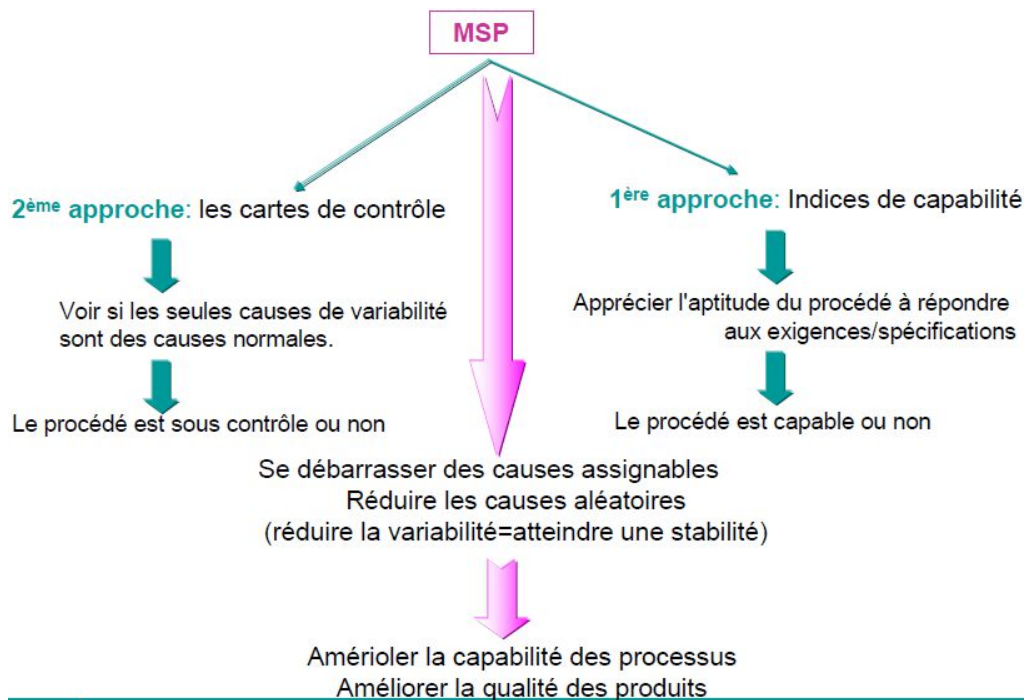 MSP
2ème approche: les cartes de contrôle
Voir si les seules causes de variabilité
sont des causes normales.
Le procédé est sous contrôle ou non
1ère approche: Indices de capabilité
Apprécier l'aptitude du procédé à répondre
aux exigences/spécifications
Le procédé est capable ou non
Se débarrasser des causes assignables
Réduire les causes aléatoires
(réduire la variabilité=atteindre une stabilité)
Amérioler la capabilité des processus
Améliorer la qualité des produits